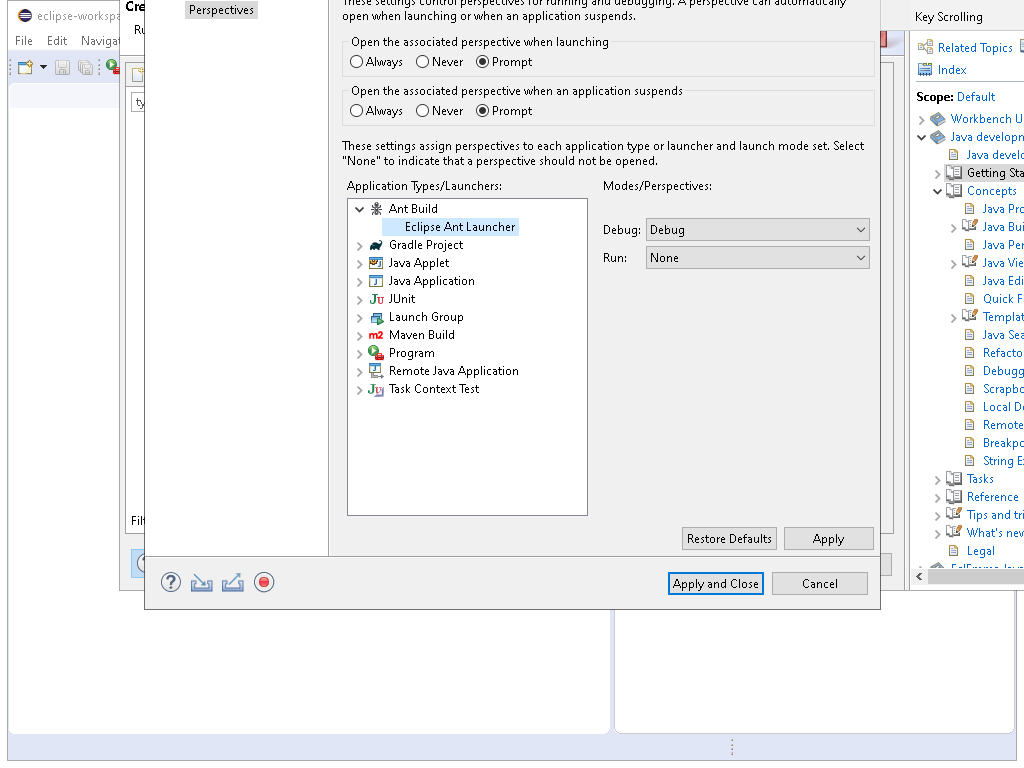 eclipse-workspa
File Edit Navigat
Cre
Ru
ty
Filt
Perspectives
These settings control perspectives for running and debugging. A perspective can automatically
open when launching or when an application suspends.
Open the associated perspective when launching
Always Never Prompt
Open the associated perspective when an application suspends
Always Never Prompt
These settings assign perspectives to each application type or launcher and launch mode set. Select
"None" to indicate that a perspective should not be opened.
Application Types/Launchers:
Ant Build
Eclipse Ant Launcher
Gradle Project
Java Applet
Java Application
JUnit
Launch Group
Maven Build
Program
Remote Java Application
Task Context Test
Modes/Perspectives:
Debug: Debug
Run: None
Restore Defaults Apply
Apply and Close Cancel
Key Scrolling
Related Topics
Index
Scope: Default
Workbench U
Java developm
Java develo
Getting Sta
Concepts
Java Pro
Java Bui
Java Per
Java Vie
Java Edi
Quick F
Templat
Java Sea
Refacto
Debugg
Scrapbo
Local De
Remote
Breakpo
String Ex
Tasks
Reference
Tips and tri
What's new
Legal
EclEmma Java